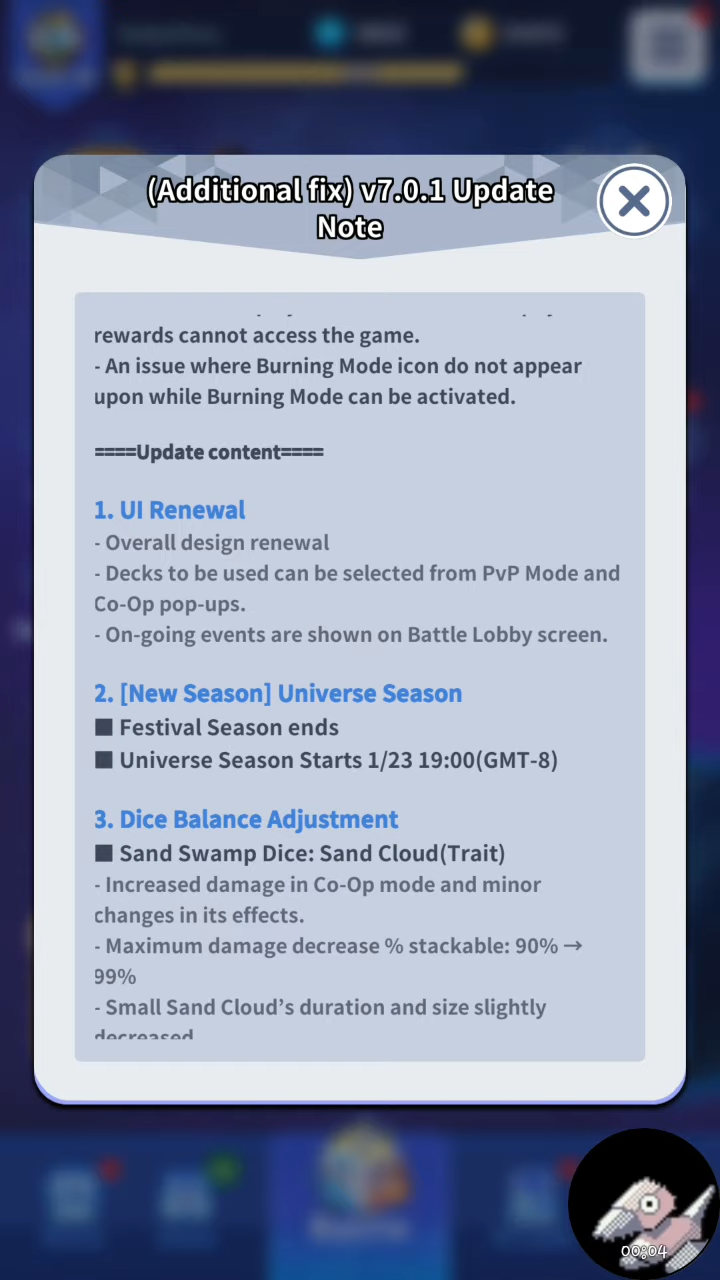 (Additional fix) v7.0.1 Update
Note
rewards cannot access the game.
- An issue where Burning Mode icon do not appear
upon while Burning Mode can be activated.
====Update content====
1. UI Renewal
- Overall design renewal
- Decks to be used can be selected from PvP Mode and
Co-Op pop-ups.
- On-going events are shown on Battle Lobby screen.
2. [New Season] Universe Season
■ Festival Season ends
■ Universe Season Starts 1/23 19:00(GMT-8)
3. Dice Balance Adjustment
■ Sand Swamp Dice: Sand Cloud(Trait)
- Increased damage in Co-Op mode and minor
changes in its effects.
- Maximum damage decrease % stackable: 90% →
99%
- Small Sand Cloud’s duration and size slightly
decreased
00:04